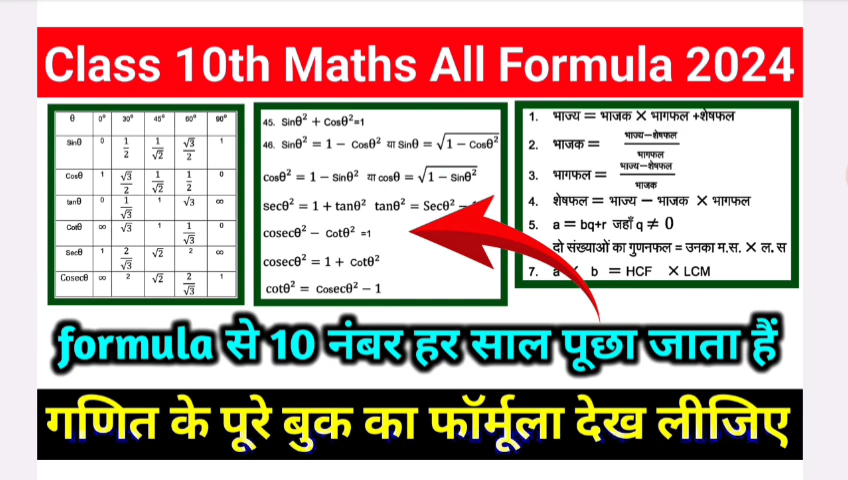 Class 10th Maths All Formula 2024
θ 0° 30° 45° 60° 90°
Sinθ 0 1/2 1/√2 √3/2 1
Cosθ 1 √3/2 1/√2 1/2 0
tanθ 0 1/√3 1 √3 ∞
Cotθ ∞ √3 1 1/√3 0
Secθ 1 2/√3 √2 2 ∞
Cosecθ ∞ 2 √2 2/√3 1
45. Sinθ² + Cosθ²=1
46. Sinθ² = 1 − Cosθ² या Sinθ = √1 − Cosθ²
Cosθ² = 1 − Sinθ² या cosθ = √1 − Sinθ²
secθ² = 1 + tanθ² tanθ² = Secθ² −
cosecθ² − Cotθ² =1
cosecθ² = 1 + Cotθ²
cotθ² = Cosecθ² − 1
1. भाज्य = भाजक × भागफल +शेषफल
2. भाजक = भाज्य−शेषफल/भागफल
3. भागफल = भाज्य−शेषफल/भाजक
4. शेषफल = भाज्य − भाजक × भागफल
5. a = bq+r जहाँ q ≠ 0
दो संख्याओं का गुणनफल = उनका म.स. × ल.स
7. a × b = HCF × LCM
formula से 10 नंबर हर साल पूछा जाता हैं
गणित के पूरे बुक का फॉर्मूला देख लीजिए